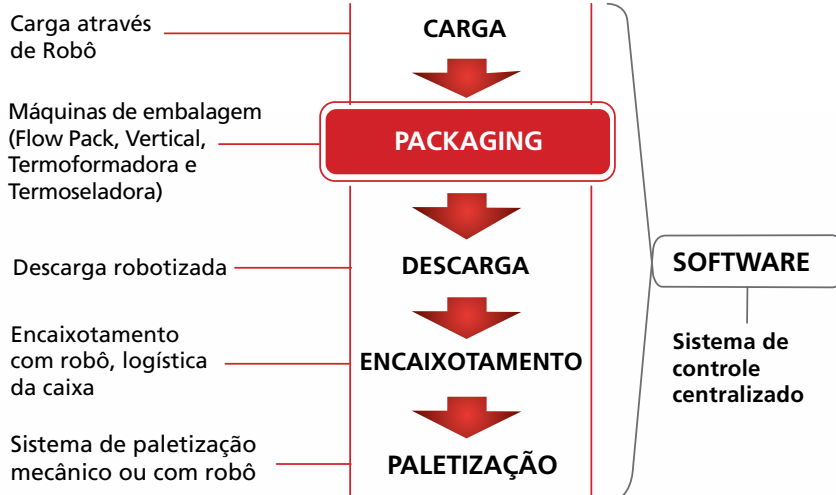 Carga através
de Robô
CARGA
Máquinas de embalagem
(Flow Pack, Vertical,
Termoformadora e
Termoseladora)
PACKAGING
Descarga robotizada
DESCARGA
Encaixotamento
com robô, logística
da caixa
ENCAIXOTAMENTO
Sistema de paletização
mecânico ou com robô
PALETIZAÇÃO
SOFTWARE
Sistema de
controle
centralizado